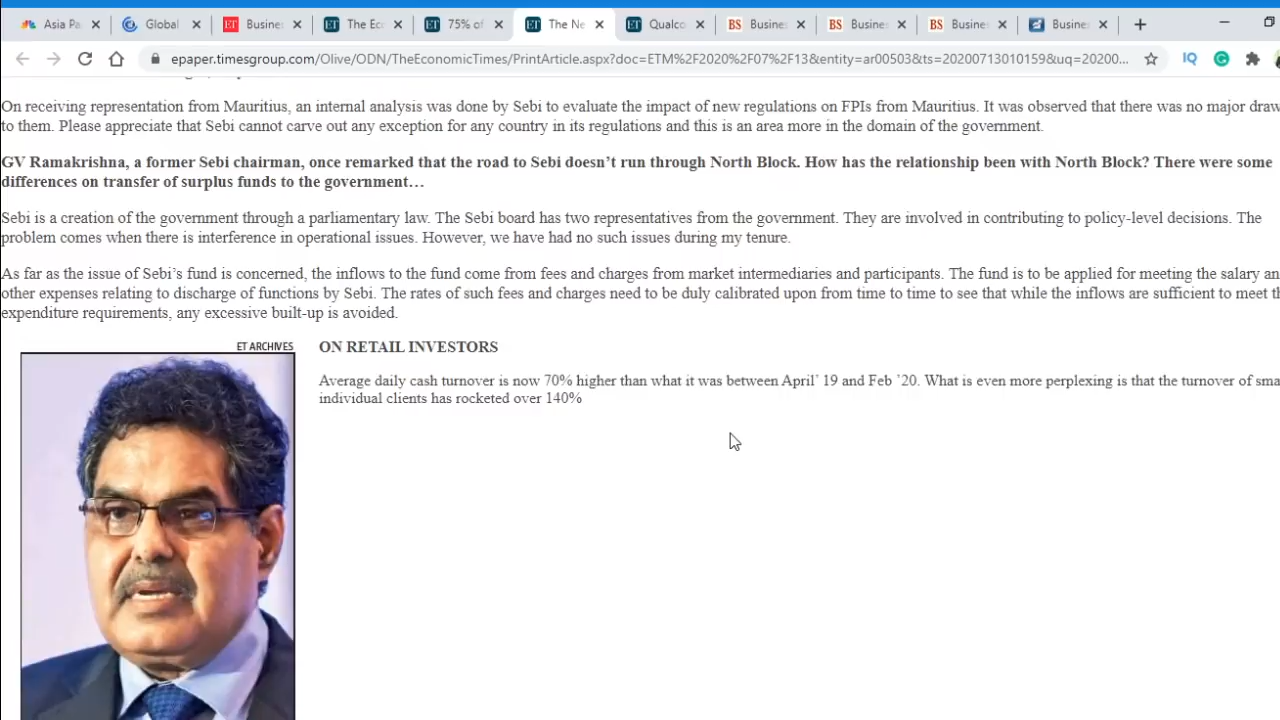 Asia Pa
Global
Busine
The Eco
75% of
The Ne
Qualco
Busine
Busine
Busine
Busine
epaper.timesgroup.com/Olive/ODN/TheEconomicTimes/PrintArticle.aspx?doc=ETM%2F2020%2F07%2F13&entity=ar00503&ts=20200713010159&uq=20200...
On receiving representation from Mauritius, an internal analysis was done by Sebi to evaluate the impact of new regulations on FPIs from Mauritius. It was observed that there was no major draw
to them. Please appreciate that Sebi cannot carve out any exception for any country in its regulations and this is an area more in the domain of the government.
GV Ramakrishna, a former Sebi chairman, once remarked that the road to Sebi doesn’t run through North Block. How has the relationship been with North Block? There were some
differences on transfer of surplus funds to the government…
Sebi is a creation of the government through a parliamentary law. The Sebi board has two representatives from the government. They are involved in contributing to policy-level decisions. The
problem comes when there is interference in operational issues. However, we have had no such issues during my tenure.
As far as the issue of Sebi’s fund is concerned, the inflows to the fund come from fees and charges from market intermediaries and participants. The fund is to be applied for meeting the salary an
other expenses relating to discharge of functions by Sebi. The rates of such fees and charges need to be duly calibrated upon from time to time to see that while the inflows are sufficient to meet th
expenditure requirements, any excessive built-up is avoided.
ET ARCHIVES
ON RETAIL INVESTORS
Average daily cash turnover is now 70% higher than what it was between April’ 19 and Feb ’20. What is even more perplexing is that the turnover of sma
individual clients has rocketed over 140%